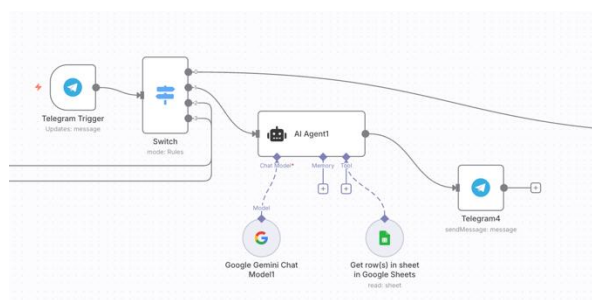 Telegram Trigger
Updates: message
Switch
mode: Rules
AI Agent1
Chat Model*
Memory
Tool
Model
Google Gemini Chat
Model1
Get row(s) in sheet
in Google Sheets
read: sheet
Telegram4
sendMessage: message